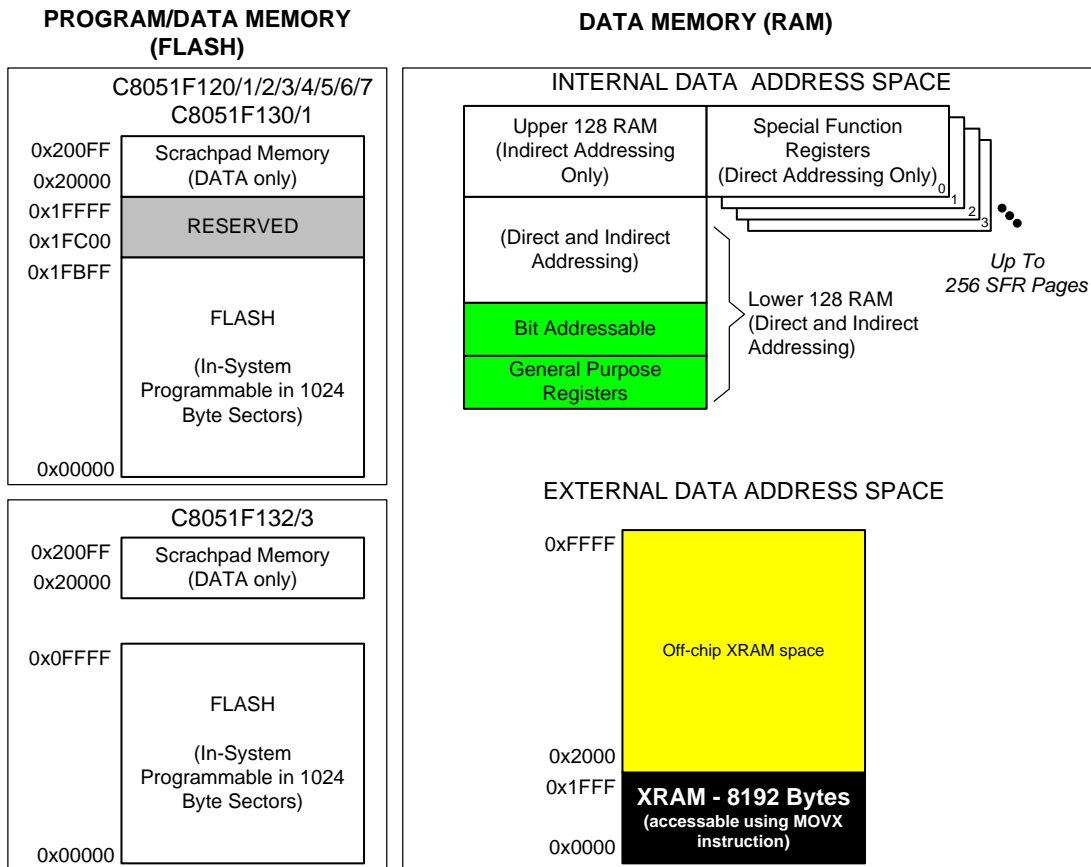 PROGRAM/DATA MEMORY
(FLASH)
C8051F120/1/2/3/4/5/6/7
C8051F130/1
0x200FF
0x20000
Scrachpad Memory
(DATA only)
0x1FFFF
0x1FC00
RESERVED
0x1FBFF
FLASH
(In-System
Programmable in 1024
Byte Sectors)
0x00000
C8051F132/3
0x200FF
0x20000
Scrachpad Memory
(DATA only)
0x0FFFF
FLASH
(In-System
Programmable in 1024
Byte Sectors)
0x00000
DATA MEMORY (RAM)
INTERNAL DATA ADDRESS SPACE
Upper 128 RAM
(Indirect Addressing
Only)
Special Function
Registers
(Direct Addressing Only)
0
1
2
3
Up To
256 SFR Pages
(Direct and Indirect
Addressing)
Bit Addressable
General Purpose
Registers
Lower 128 RAM
(Direct and Indirect
Addressing)
EXTERNAL DATA ADDRESS SPACE
0xFFFF
Off-chip XRAM space
0x2000
0x1FFF
XRAM - 8192 Bytes
(accessable using MOVX
instruction)
0x0000